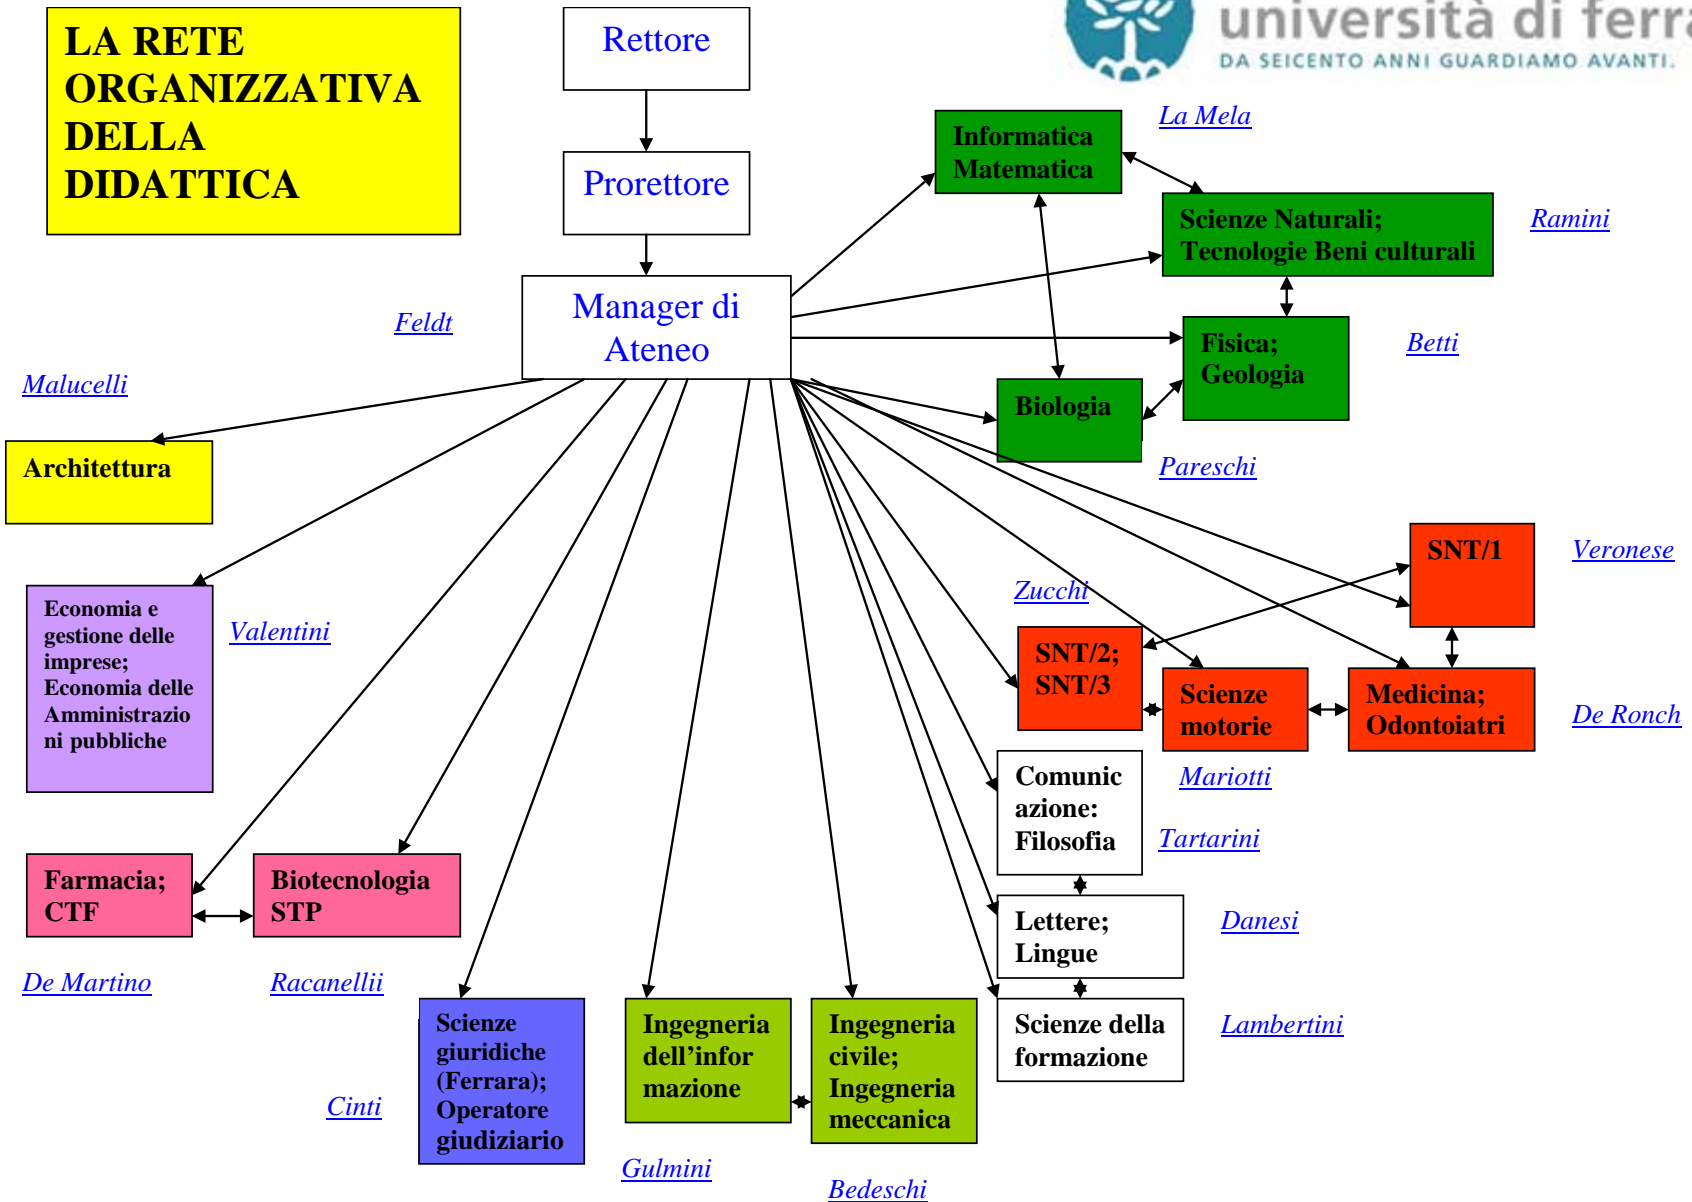 LA RETE
ORGANIZZATIVA
DELLA
DIDATTICA
Rettore
università di ferra
DA SEICENTO ANNI GUARDIAMO AVANTI.
Prorettore
Informatica
Matematica
La Mela
Scienze Naturali;
Tecnologie Beni culturali
Ramini
Manager di
Ateneo
Feldt
Fisica;
Geologia
Betti
Malucelli
Biologia
Pareschi
Architettura
SNT/1
Veronese
Economia e
gestione delle
imprese;
Economia delle
Amministrazio
ni pubbliche
Valentini
Zucchi
SNT/2;
SNT/3
Scienze
motorie
Medicina;
Odontoiatri
De Ronch
Mariotti
Comunic
azione:
Filosofia
Tartarini
Farmacia;
CTF
Biotecnologia
STP
De Martino
Racanellii
Lettere;
Lingue
Danesi
Scienze
giuridiche
(Ferrara);
Operatore
giudiziario
Cinti
Ingegneria
dell’infor
mazione
Gulmini
Ingegneria
civile;
Ingegneria
meccanica
Bedeschi
Scienze della
formazione
Lambertini